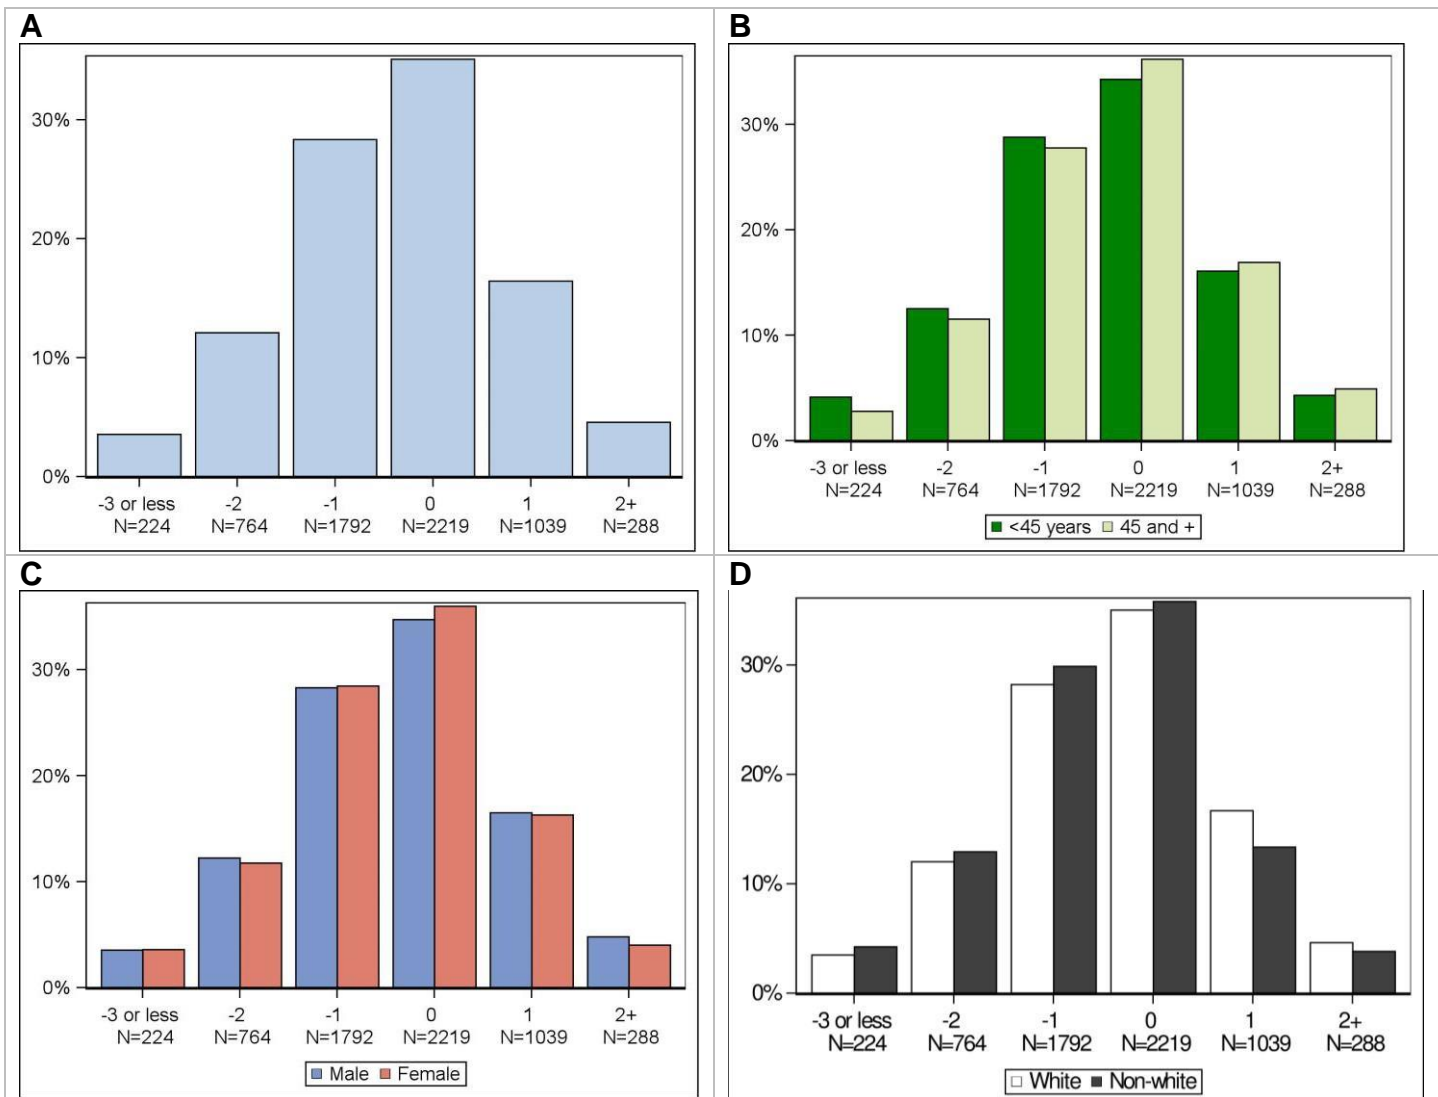 A
30%
20%
10%
0%
-3 or less -2 -1 0 1 2+
N=224 N=764 N=1792 N=2219 N=1039 N=288
B
30%
20%
10%
0%
-3 or less -2 -1 0 1 2+
N=224 N=764 N=1792 N=2219 N=1039 N=288
<45 years 45 and +
C
30%
20%
10%
0%
-3 or less -2 -1 0 1 2+
N=224 N=764 N=1792 N=2219 N=1039 N=288
Male Female
D
30%
20%
10%
0%
-3 or less -2 -1 0 1 2+
N=224 N=764 N=1792 N=2219 N=1039 N=288
White Non-white